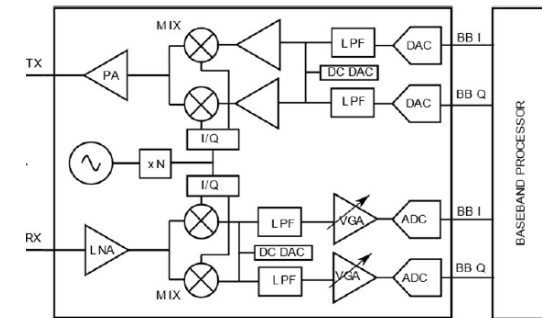 TX
PA
MIX
LPF
DAC
BB I
DC DAC
LPF
DAC
BB Q
I/Q
xN
I/Q
RX
LNA
MIX
LPF
VGA
ADC
BB I
DC DAC
LPF
VGA
ADC
BB Q
BASEBAND PROCESSOR